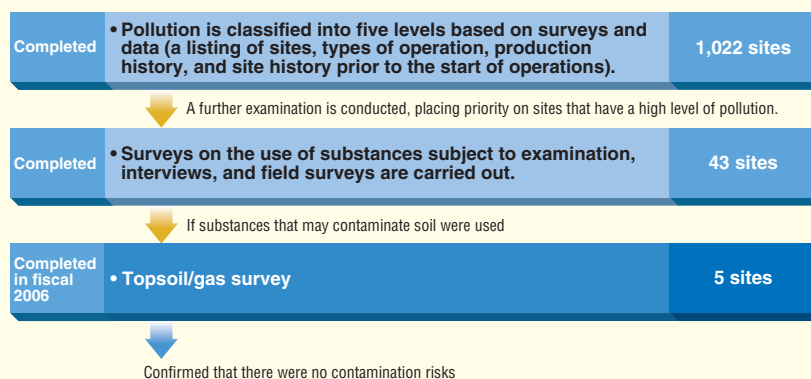 Completed
• Pollution is classified into five levels based on surveys and
data (a listing of sites, types of operation, production
history, and site history prior to the start of operations).
1,022 sites
A further examination is conducted, placing priority on sites that have a high level of pollution.
Completed
• Surveys on the use of substances subject to examination,
interviews, and field surveys are carried out.
43 sites
If substances that may contaminate soil were used
Completed
in fiscal
2006
• Topsoil/gas survey
5 sites
Confirmed that there were no contamination risks